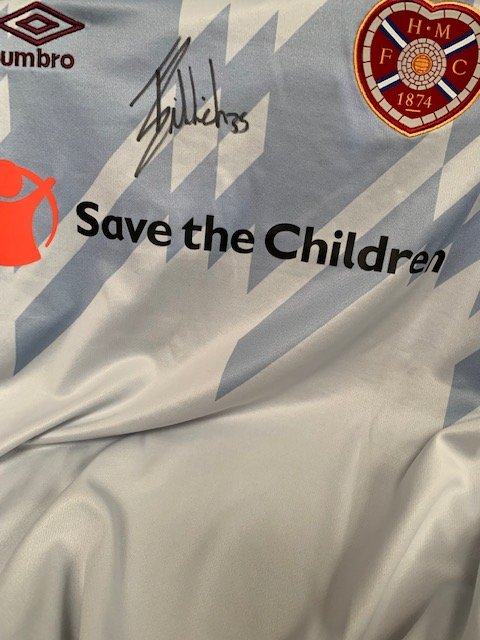 umbro
H M
F C
1874
Save the Children